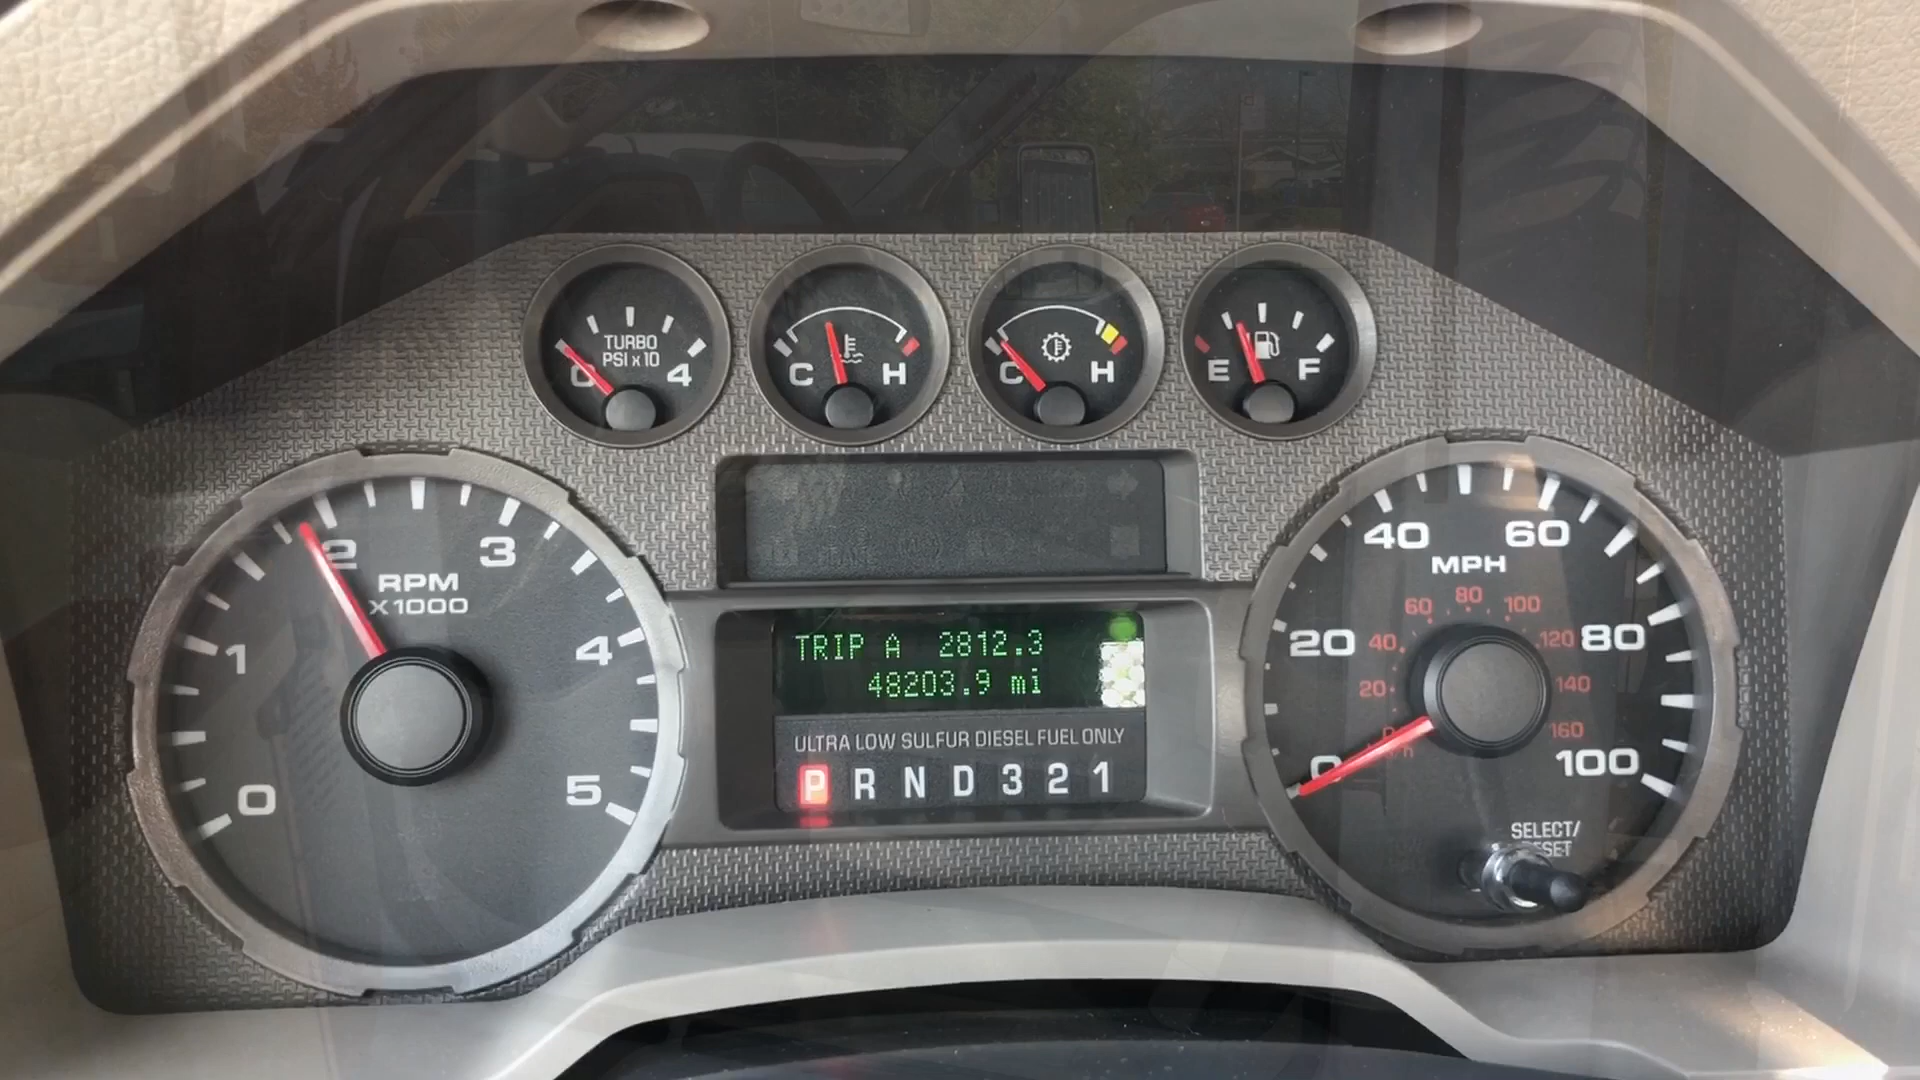 TURBO
PSI x 10
0 4
C H
C H
E F
0 1 2 3 4 5
RPM
X1000
TRIP A 2812.3
48203.9 mi
ULTRA LOW SULFUR DIESEL FUEL ONLY
P R N D 3 2 1
0 20 40 60 80 100
MPH
20 40 60 80 100 120 140 160
SELECT/
RESET